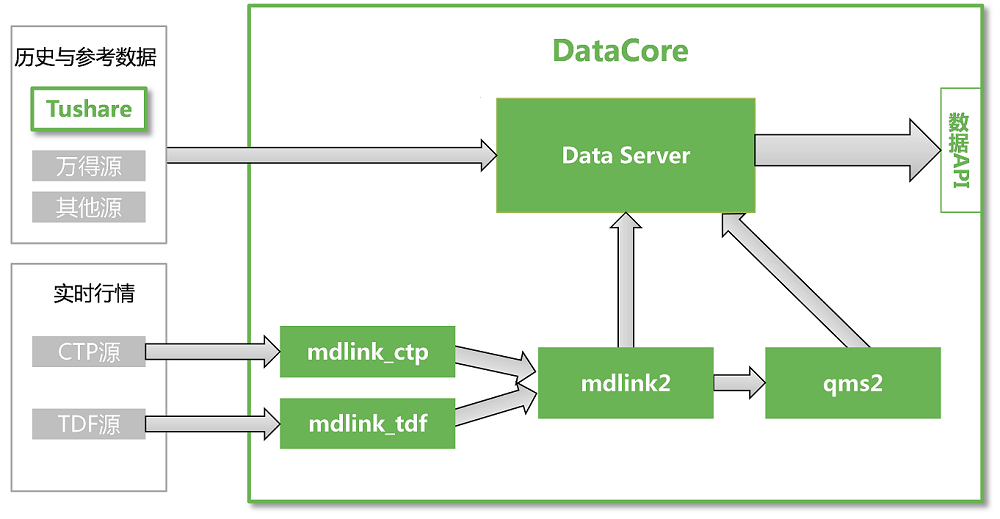 历史与参考数据
Tushare
万得源
其他源
实时行情
CTP源
TDF源
DataCore
Data Server
数据API
mdlink_ctp
mdlink_tdf
mdlink2
qms2